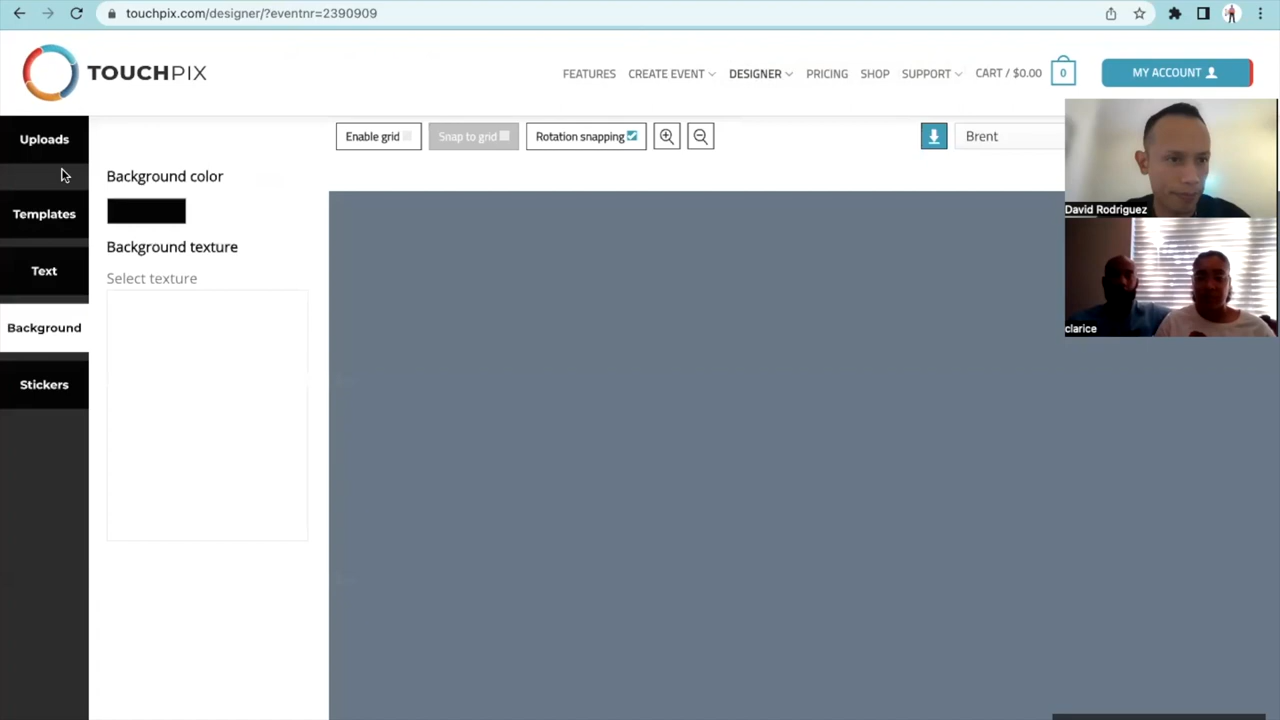 touchpix.com/designer/?eventnr=2390909
TOUCHPIX
FEATURES
CREATE EVENT
DESIGNER
PRICING
SHOP
SUPPORT
CART / $0.00
0
MY ACCOUNT
Uploads
Templates
Text
Background
Stickers
Background color
Background texture
Select texture
Enable grid
Snap to grid
Rotation snapping
Brent
David Rodriguez
clarice